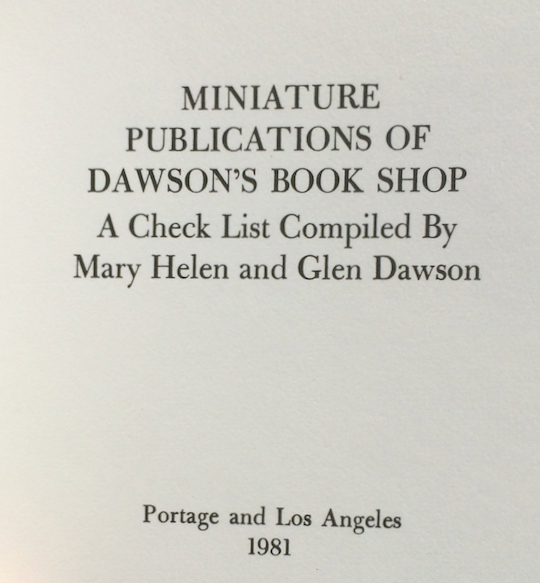 MINIATURE
PUBLICATIONS OF
DAWSON'S BOOK SHOP
A Check List Compiled By
Mary Helen and Glen Dawson
Portage and Los Angeles
1981